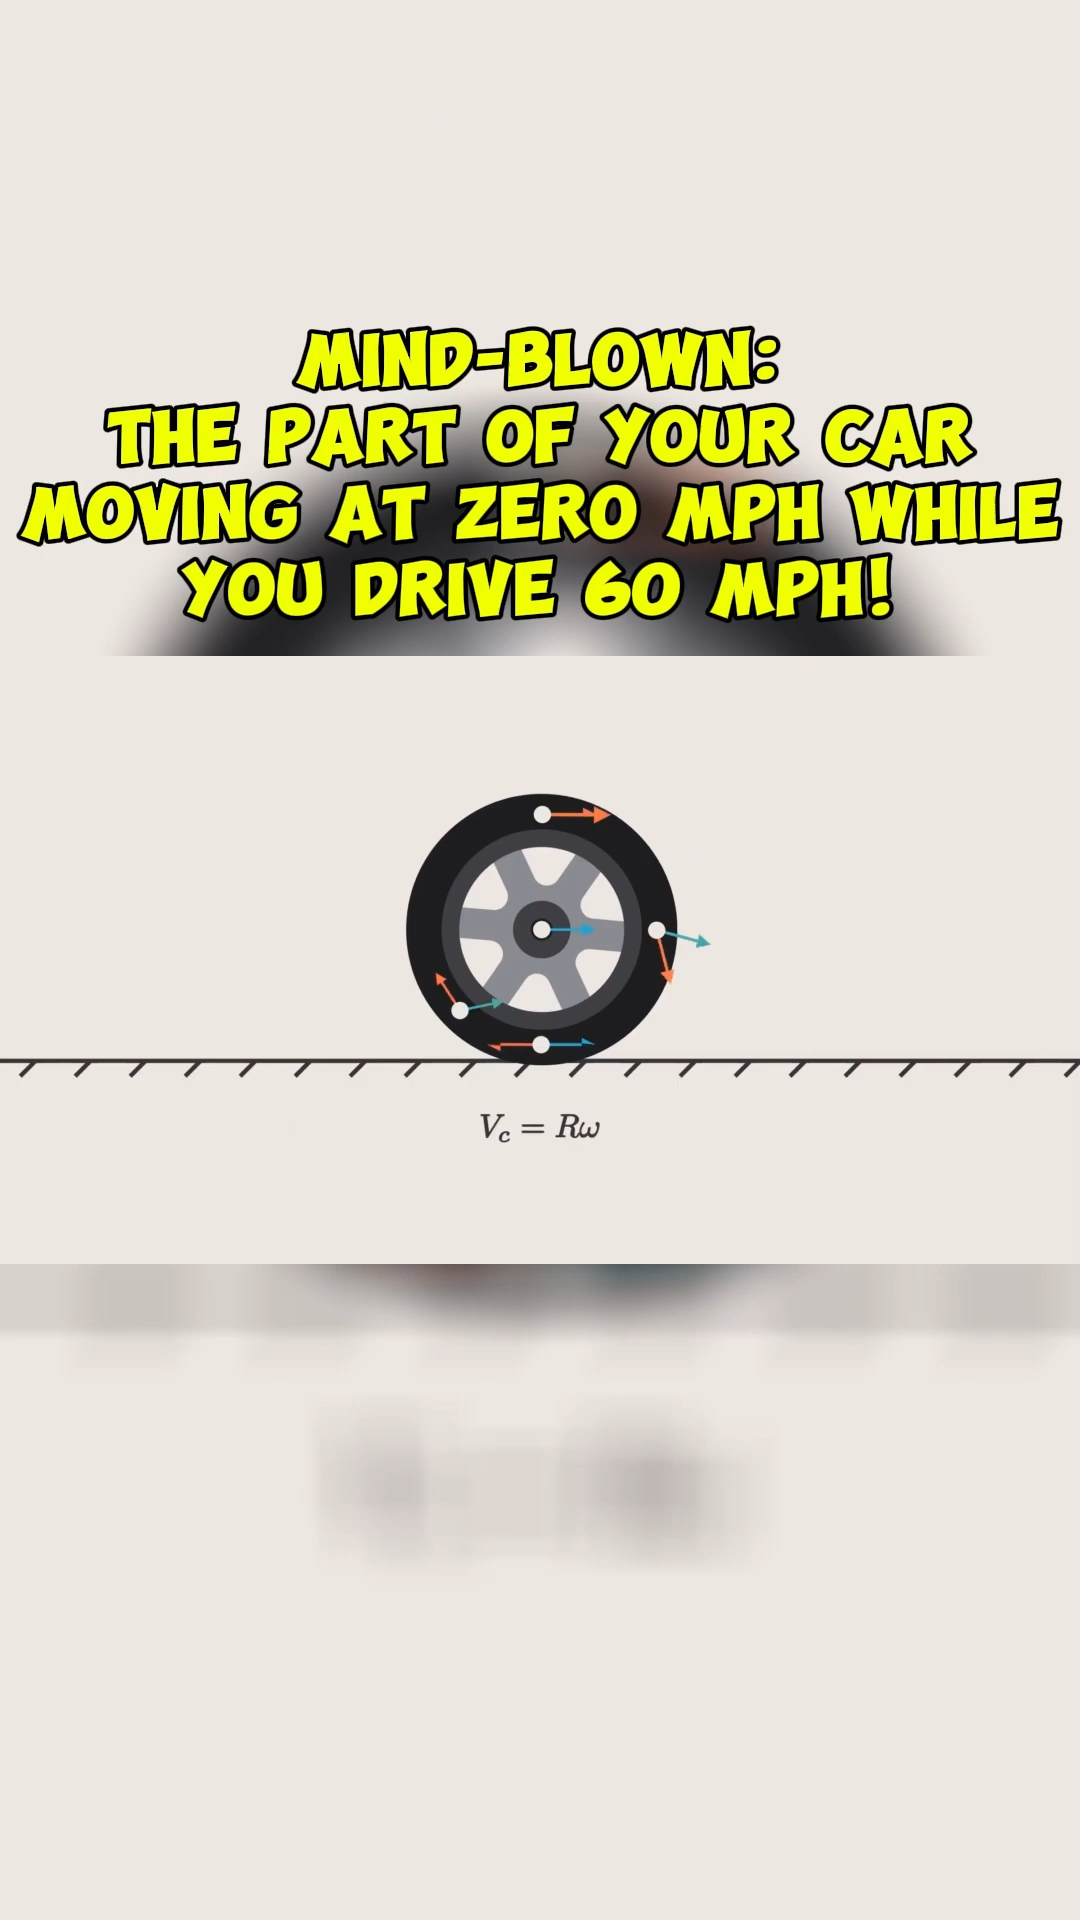 MIND-BLOWN:
THE PART OF YOUR CAR
MOVING AT ZERO MPH WHILE
YOU DRIVE 60 MPH!
V_c = Rω